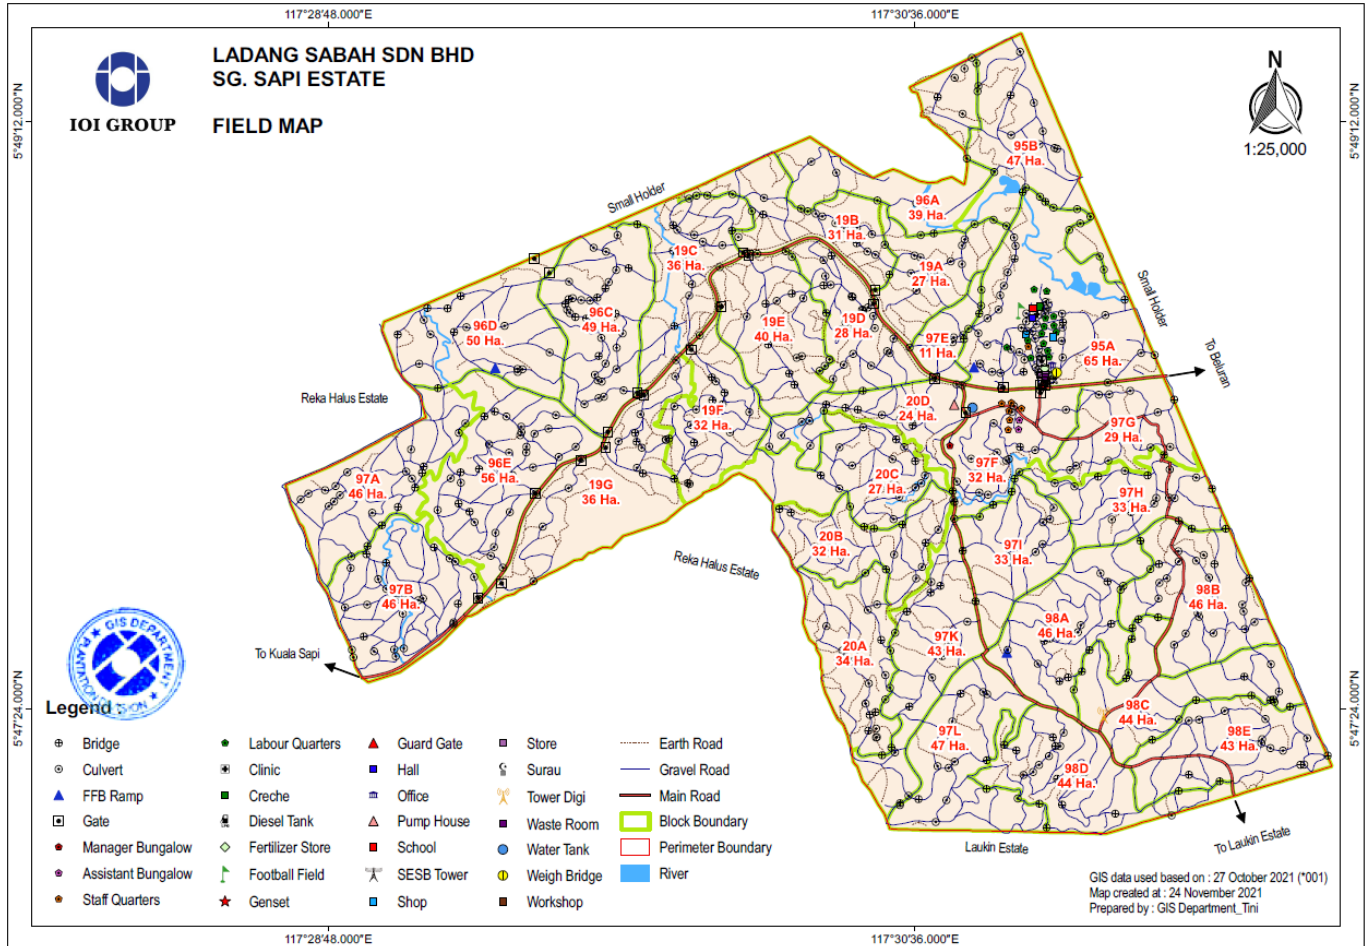 117°28'48.000"E
117°30'36.000"E
LADANG SABAH SDN BHD
SG. SAPI ESTATE
IOI GROUP
FIELD MAP
N
1:25,000
5°49'12.000"N
5°49'12.000"N
95B
47 Ha.
Small Holder
96A
39 Ha.
19B
31 Ha.
19C
36 Ha.
19A
27 Ha.
Small Holder
96C
49 Ha.
96D
50 Ha.
19E
40 Ha.
19D
28 Ha.
97E
11 Ha.
95A
65 Ha.
To Beluran
Reka Halus Estate
20D
24 Ha.
19F
32 Ha.
97G
29 Ha.
97A
46 Ha.
96E
56 Ha.
19G
36 Ha.
20C
27 Ha.
97F
32 Ha.
97H
33 Ha.
20B
32 Ha.
97I
33 Ha.
Reka Halus Estate
97B
46 Ha.
98B
46 Ha.
98A
46 Ha.
20A
34 Ha.
97K
43 Ha.
To Kuala Sapi
GIS DEPARTMENT
98C
44 Ha.
98E
43 Ha.
97L
47 Ha.
98D
44 Ha.
5°47'24.000"N
5°47'24.000"N
Laukin Estate
To Laukin Estate
Legend :
Bridge
Culvert
FFB Ramp
Gate
Manager Bungalow
Assistant Bungalow
Staff Quarters
Labour Quarters
Clinic
Creche
Diesel Tank
Fertilizer Store
Football Field
Genset
Guard Gate
Hall
Office
Pump House
School
SESB Tower
Shop
Store
Surau
Tower Digi
Waste Room
Water Tank
Weigh Bridge
Workshop
Earth Road
Gravel Road
Main Road
Block Boundary
Perimeter Boundary
River
GIS data used based on : 27 October 2021 (*001)
Map created at : 24 November 2021
Prepared by : GIS Department_Tini
117°28'48.000"E
117°30'36.000"E